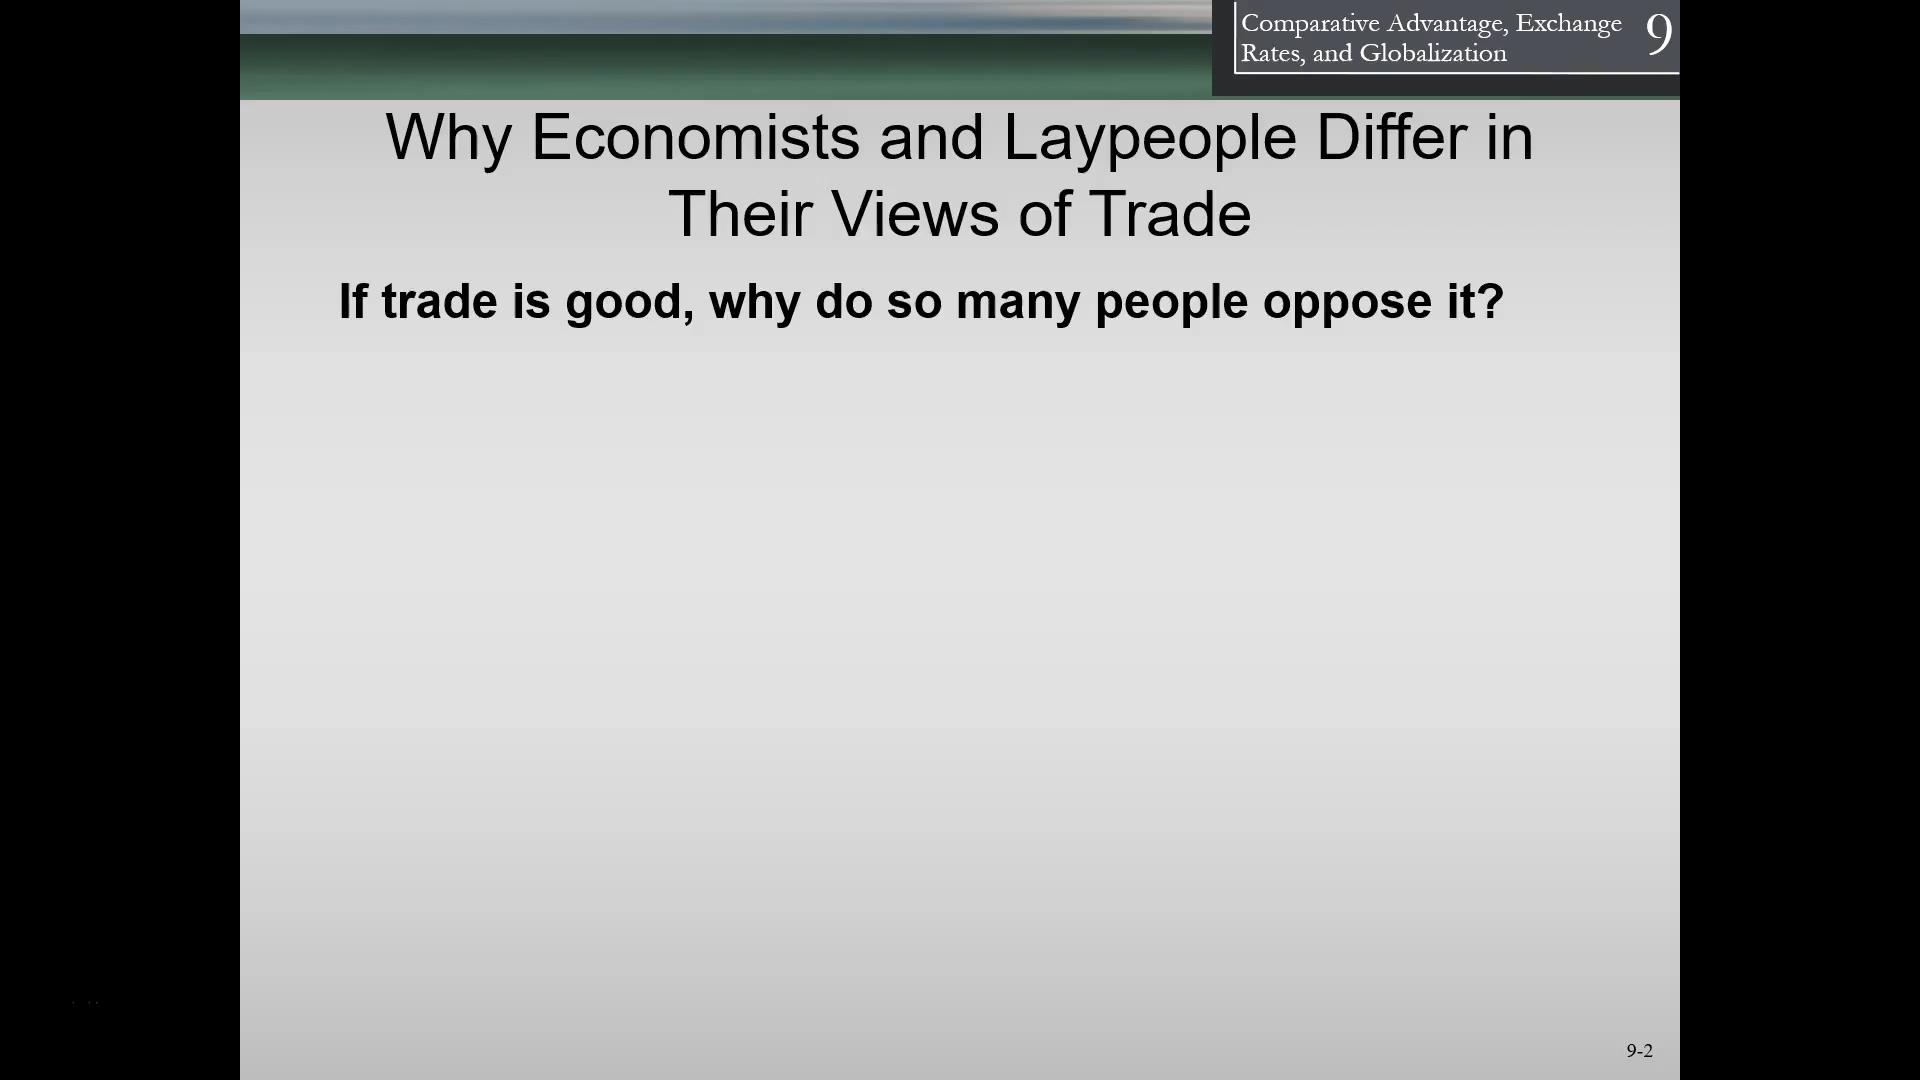 Comparative Advantage, Exchange
Rates, and Globalization
9
Why Economists and Laypeople Differ in
Their Views of Trade
If trade is good, why do so many people oppose it?
9-2